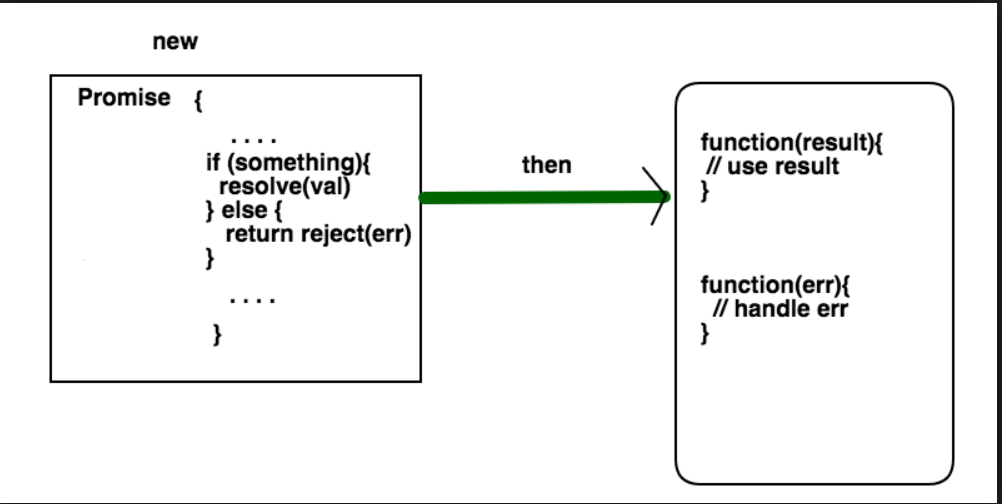 new
Promise {
. . . .
if (something){
resolve(val)
} else {
return reject(err)
}
. . . .
}
then
function(result){
// use result
}
function(err){
// handle err
}